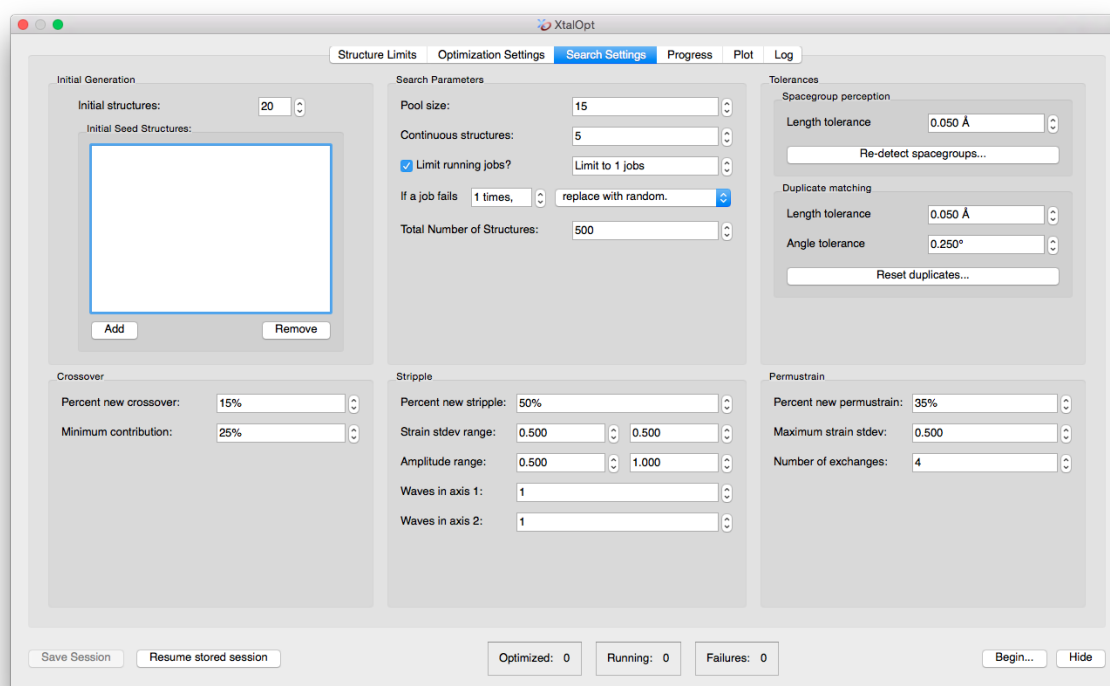 XtalOpt
Structure Limits Optimization Settings Search Settings Progress Plot Log
Initial Generation
Initial structures: 20
Initial Seed Structures:
Add Remove
Search Parameters
Pool size: 15
Continuous structures: 5
Limit running jobs? Limit to 1 jobs
If a job fails 1 times, replace with random.
Total Number of Structures: 500
Tolerances
Spacegroup perception
Length tolerance 0.050 Å
Re-detect spacegroups...
Duplicate matching
Length tolerance 0.050 Å
Angle tolerance 0.250°
Reset duplicates...
Crossover
Percent new crossover: 15%
Minimum contribution: 25%
Stripple
Percent new stripple: 50%
Strain stdev range: 0.500 0.500
Amplitude range: 0.500 1.000
Waves in axis 1: 1
Waves in axis 2: 1
Permustrain
Percent new permustrain: 35%
Maximum strain stdev: 0.500
Number of exchanges: 4
Save Session Resume stored session Optimized: 0 Running: 0 Failures: 0 Begin... Hide